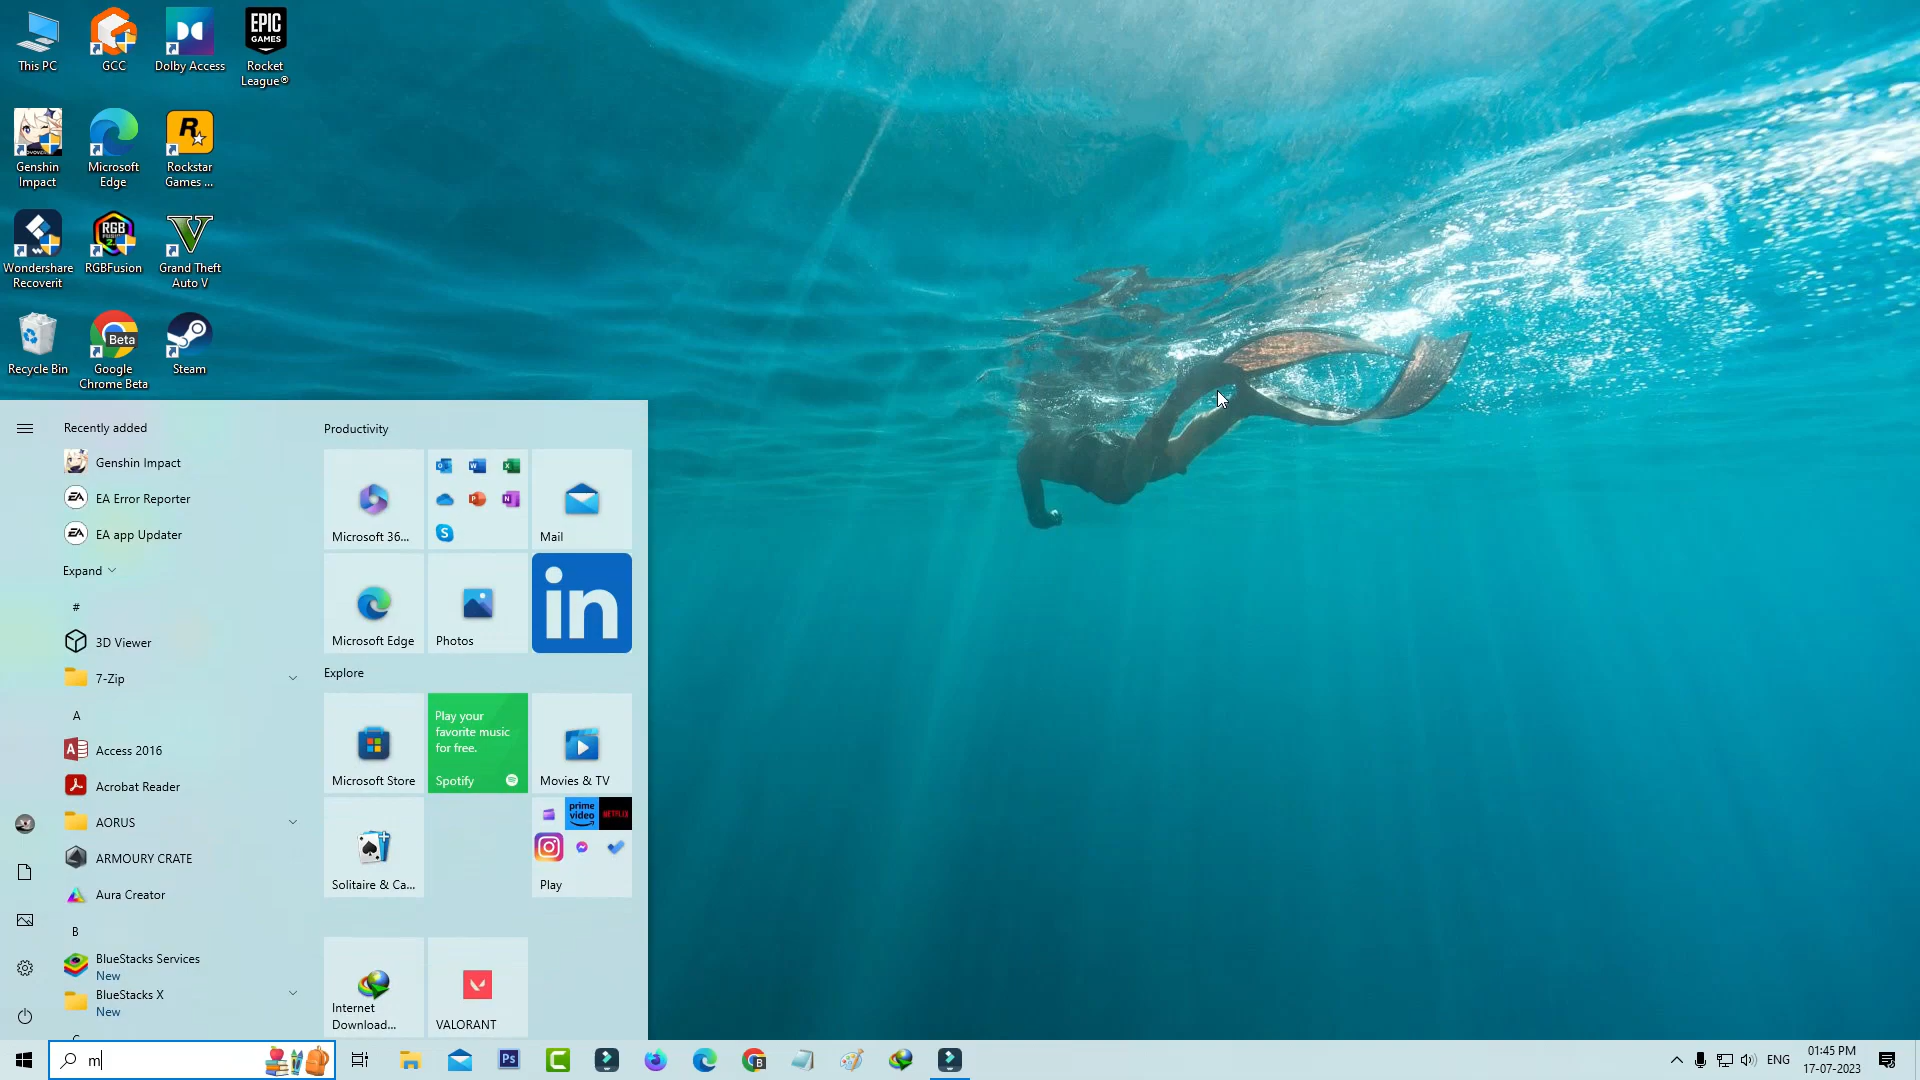 This PC
GCC
Dolby Access
EPIC
GAMES
Rocket
League®
Genshin
Impact
Microsoft
Edge
R
Rockstar
Games ...
Wondershare
Recoverit
RGB
RGBFusion
V
Grand Theft
Auto V
Recycle Bin
Beta
Google
Chrome Beta
Steam
Recently added
Genshin Impact
EA
EA Error Reporter
EA
EA app Updater
Expand
#
3D Viewer
7-Zip
A
Access 2016
Acrobat Reader
AORUS
ARMOURY CRATE
Aura Creator
B
BlueStacks Services
New
BlueStacks X
New
Productivity
Microsoft 36...
Mail
Microsoft Edge
Photos
in
Explore
Microsoft Store
Play your
favorite music
for free.
Spotify
Movies & TV
Solitaire & Ca...
prime
video
NETFLIX
Play
Internet
Download...
VALORANT
m
Ps
ENG
01:45 PM
17-07-2023